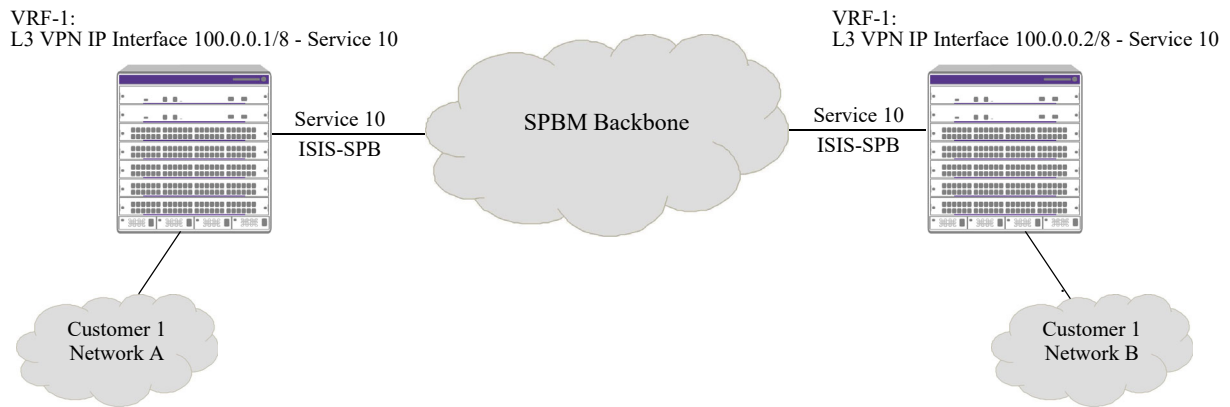 VRF-1:
L3 VPN IP Interface 100.0.0.1/8 - Service 10
VRF-1:
L3 VPN IP Interface 100.0.0.2/8 - Service 10
Service 10
ISIS-SPB
SPBM Backbone
Service 10
ISIS-SPB
Customer 1
Network A
Customer 1
Network B